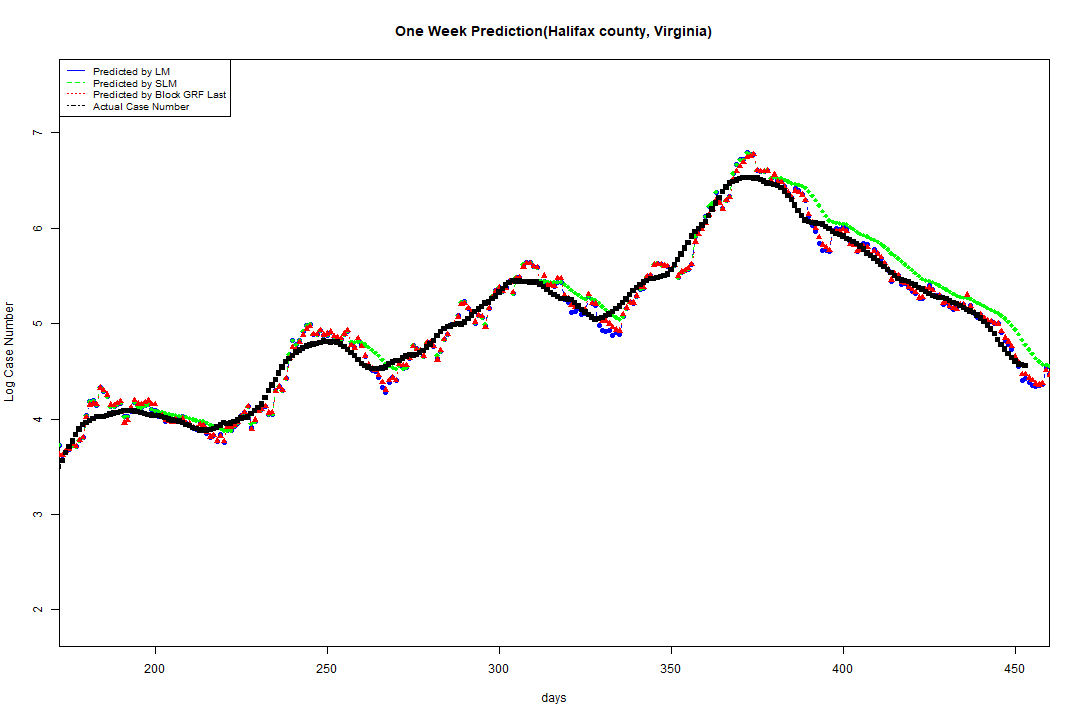 One Week Prediction(Halifax county, Virginia)
Predicted by LM
Predicted by SLM
Predicted by Block GRF Last
Actual Case Number
7
6
5
4
3
2
Log Case Number
200 250 300 350 400 450
days